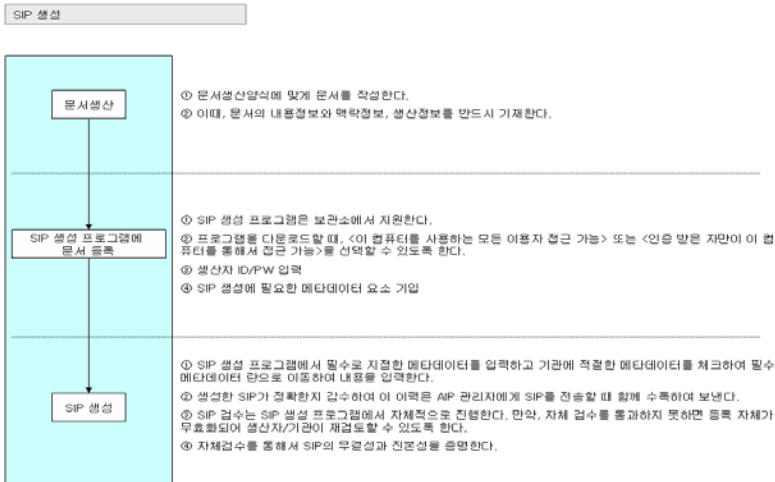 SIP 생성
문서생산
① 문서생산양식에 맞게 문서를 작성한다.
② 이때, 문서의 내용정보와 맥락정보, 생산정보를 반드시 기재한다.
SIP 생성 프로그램에
문서 등록
① SIP 생성 프로그램은 보관소에서 지원한다.
② 프로그램을 다운로드할 때, <이 컴퓨터를 사용하는 모든 이용자 접근 가능> 또는 <인증 받은 자만이 이 컴
퓨터를 통해서 접근 가능>을 선택할 수 있도록 한다.
③ 생산자 ID/PW 입력
④ SIP 생성에 필요한 메타데이터 요소 기입
SIP 생성
① SIP 생성 프로그램에서 필수로 지정한 메타데이터를 입력하고 기관에 적절한 메타데이터를 체크하여 필수
메타데이터 란으로 이동하여 내용을 입력한다.
② 생성한 SIP가 정확한지 감수하여 이 이력은 AIP 관리자에게 SIP를 전송할 때 함께 수록하여 보낸다.
③ SIP 검수는 SIP 생성 프로그램에서 자체적으로 진행한다. 만약, 자체 검수를 통과하지 못하면 등록 자체가
무효화되어 생산자/기관이 재검토할 수 있도록 한다.
④ 자체검수를 통해서 SIP의 무결성과 진본성을 증명한다.